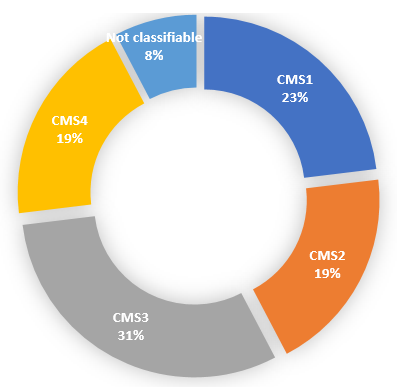 Not classifiable
8%
CMS1
23%
CMS4
19%
CMS2
19%
CMS3
31%